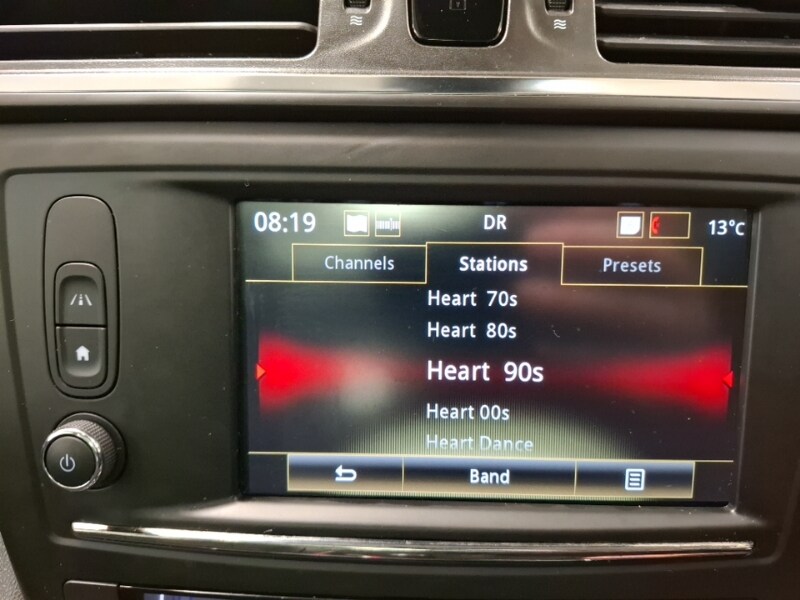 08:19 DR 13°C
Channels Stations Presets
Heart 70s
Heart 80s
Heart 90s
Heart 00s
Heart Dance
Band